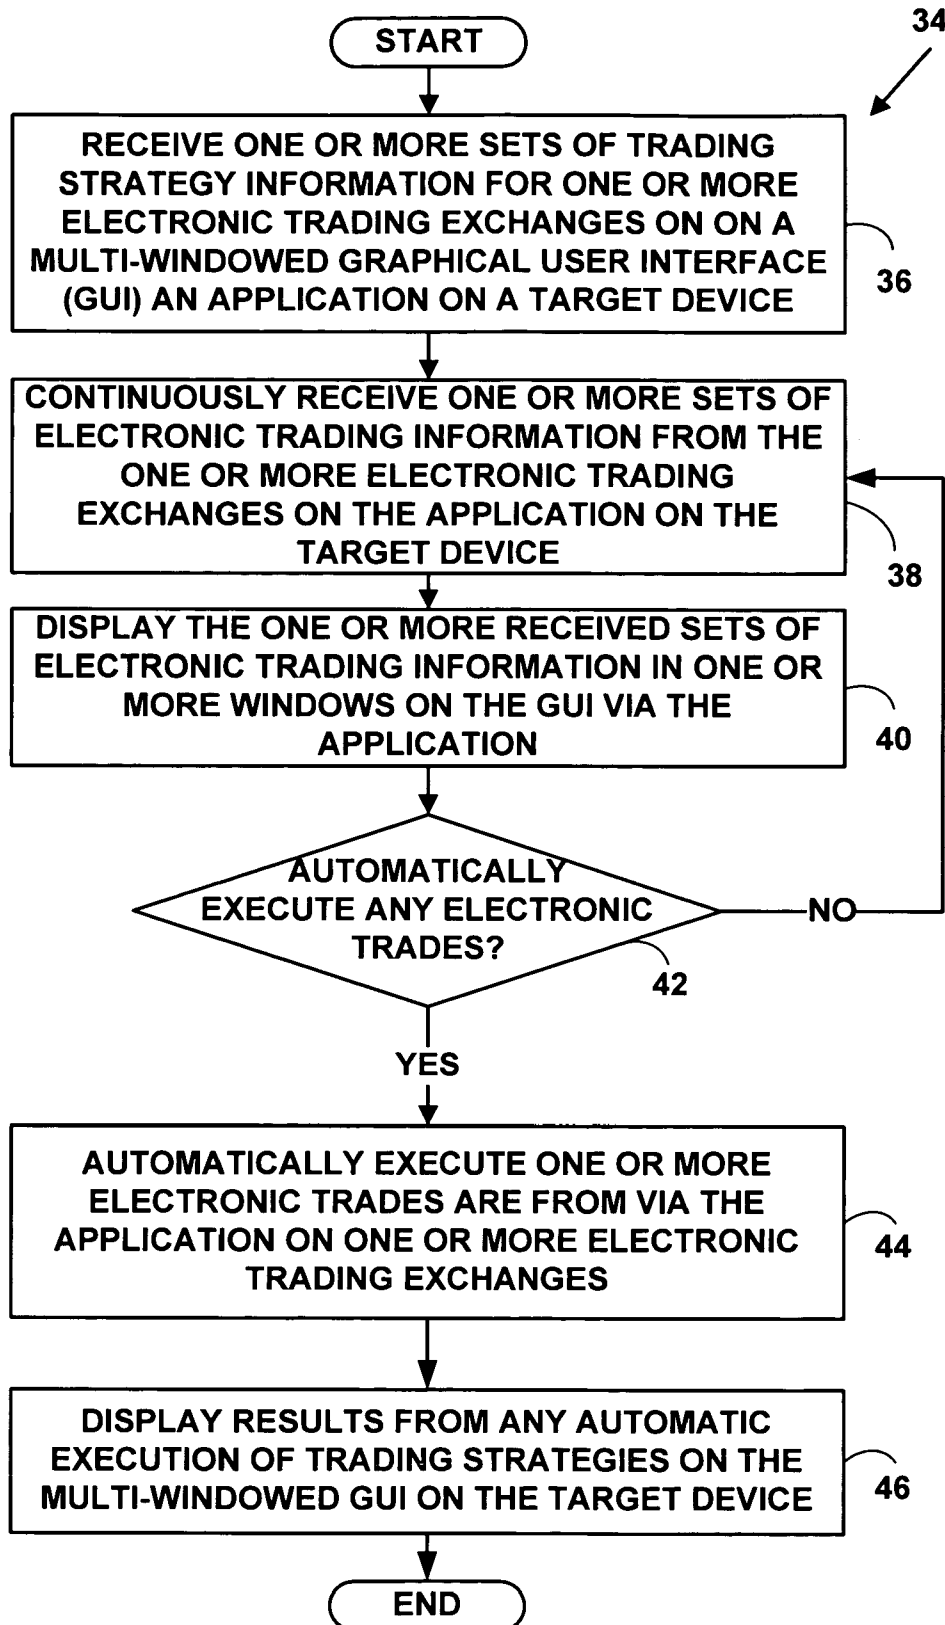 START
34
RECEIVE ONE OR MORE SETS OF TRADING
STRATEGY INFORMATION FOR ONE OR MORE
ELECTRONIC TRADING EXCHANGES ON ON A
MULTI-WINDOWED GRAPHICAL USER INTERFACE
(GUI) AN APPLICATION ON A TARGET DEVICE
36
CONTINUOUSLY RECEIVE ONE OR MORE SETS OF
ELECTRONIC TRADING INFORMATION FROM THE
ONE OR MORE ELECTRONIC TRADING
EXCHANGES ON THE APPLICATION ON THE
TARGET DEVICE
38
DISPLAY THE ONE OR MORE RECEIVED SETS OF
ELECTRONIC TRADING INFORMATION IN ONE OR
MORE WINDOWS ON THE GUI VIA THE
APPLICATION
40
AUTOMATICALLY
EXECUTE ANY ELECTRONIC
TRADES?
NO
42
YES
AUTOMATICALLY EXECUTE ONE OR MORE
ELECTRONIC TRADES ARE FROM VIA THE
APPLICATION ON ONE OR MORE ELECTRONIC
TRADING EXCHANGES
44
DISPLAY RESULTS FROM ANY AUTOMATIC
EXECUTION OF TRADING STRATEGIES ON THE
MULTI-WINDOWED GUI ON THE TARGET DEVICE
46
END